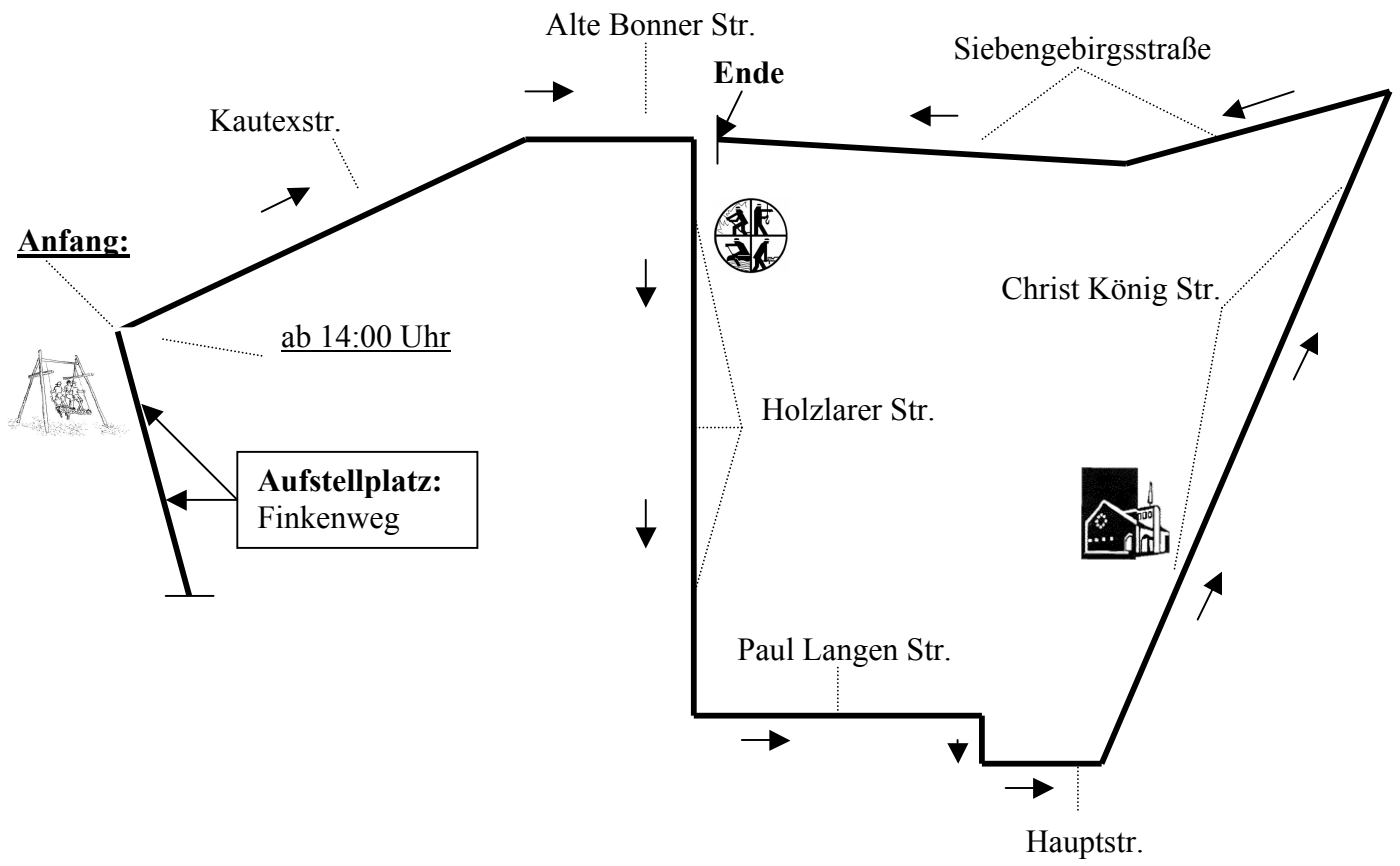 Alte Bonner Str.
Siebengebirgsstraße
Ende
Kautexstr.
Anfang:
Christ König Str.
ab 14:00 Uhr
Holzlarer Str.
Aufstellplatz:
Finkenweg
Paul Langen Str.
Hauptstr.